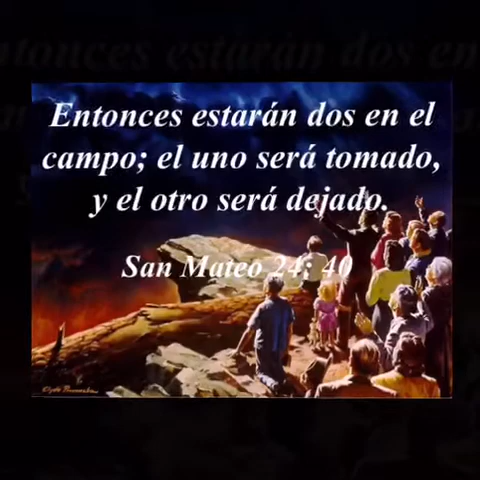 Entonces estarán dos en el
campo; el uno será tomado,
y el otro será dejado.
San Mateo 24: 40